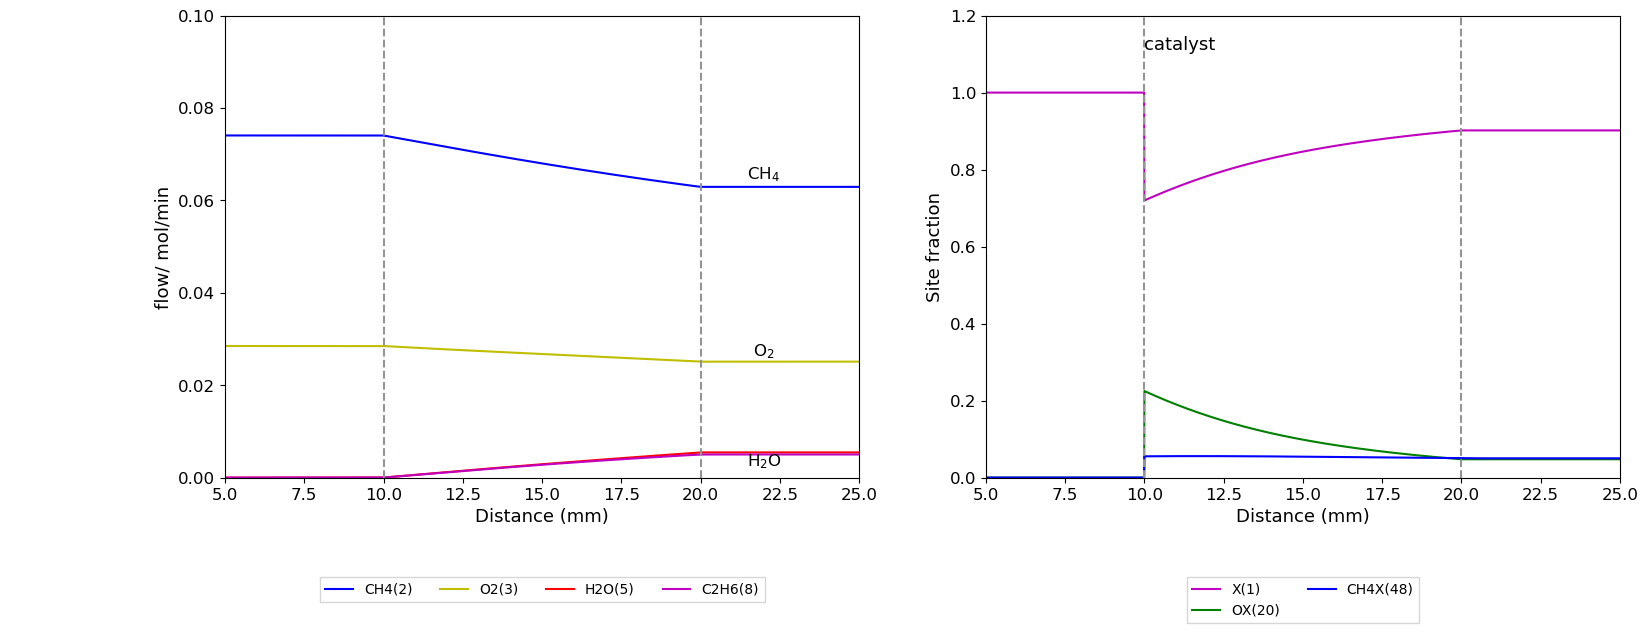 0.10
0.08
0.06
0.04
0.02
0.00
flow/ mol/min
CH₄
O₂
H₂O
5.0 7.5 10.0 12.5 15.0 17.5 20.0 22.5 25.0
Distance (mm)
CH4(2) O2(3) H2O(5) C2H6(8)
1.2
1.0
0.8
0.6
0.4
0.2
0.0
Site fraction
catalyst
5.0 7.5 10.0 12.5 15.0 17.5 20.0 22.5 25.0
Distance (mm)
X(1) CH4X(48)
OX(20)